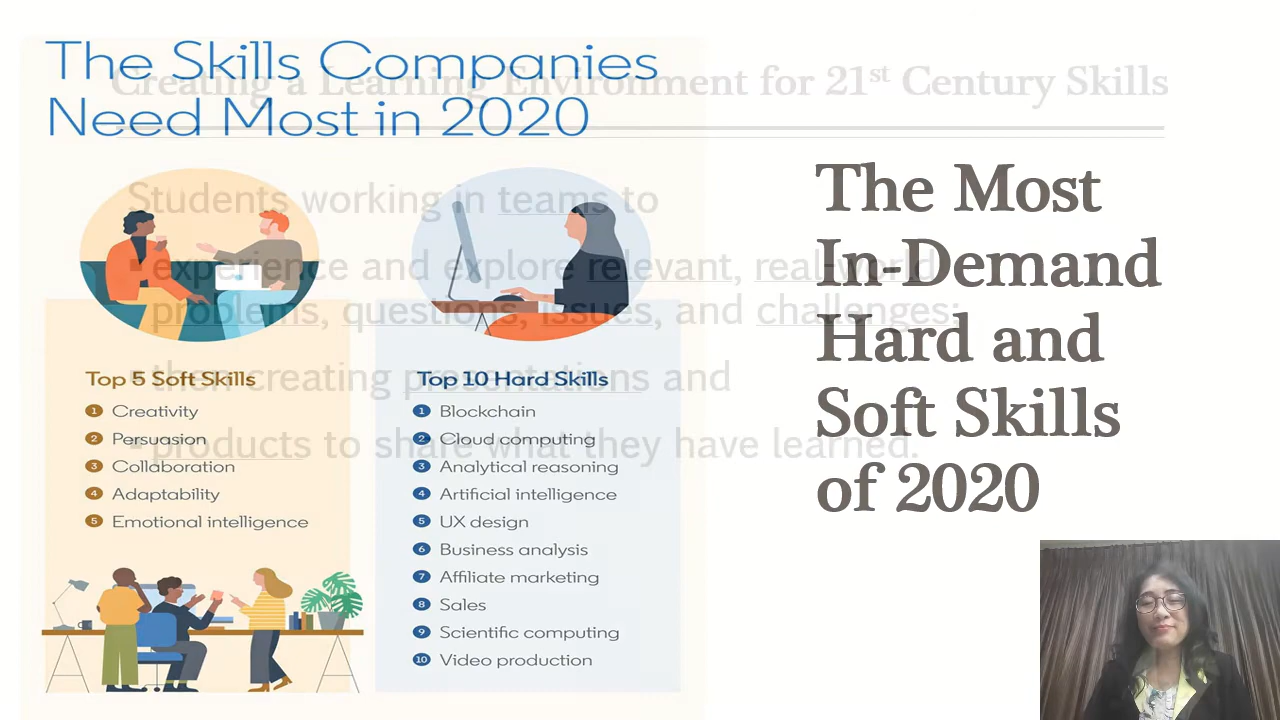 The Skills Companies
Need Most in 2020
Creating a Learning Environment for 21st Century Skills
The Most
In-Demand
Hard and
Soft Skills
of 2020
Students working in teams to
- experience and explore relevant, real-world
problems, questions, issues, and challenges;
- then creating presentations and
- products to share what they have learned.
Top 5 Soft Skills
1 Creativity
2 Persuasion
3 Collaboration
4 Adaptability
5 Emotional intelligence
Top 10 Hard Skills
1 Blockchain
2 Cloud computing
3 Analytical reasoning
4 Artificial intelligence
5 UX design
6 Business analysis
7 Affiliate marketing
8 Sales
9 Scientific computing
10 Video production